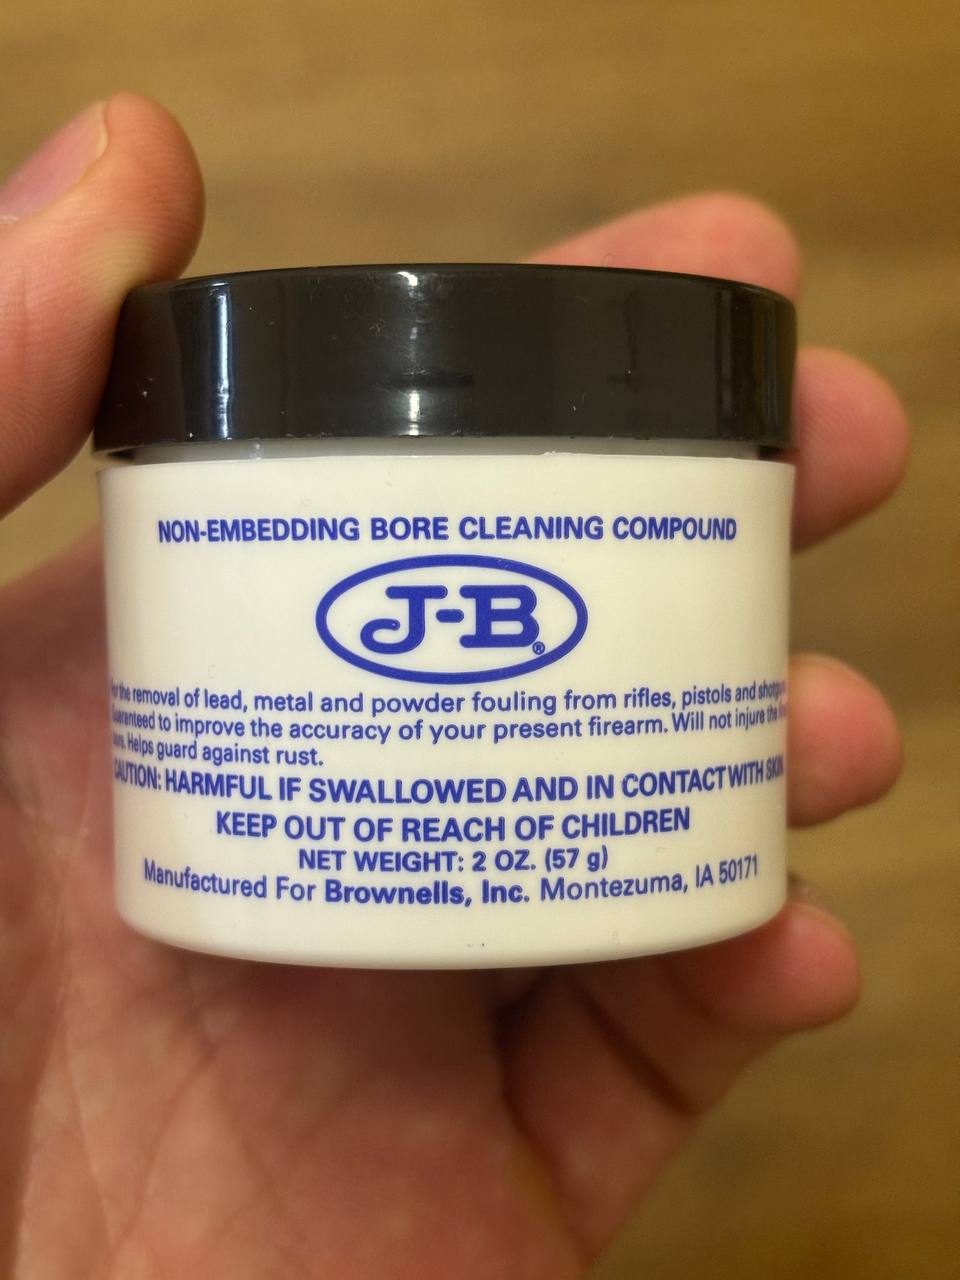 NON-EMBEDDING BORE CLEANING COMPOUND
J-B®
the removal of lead, metal and powder fouling from rifles, pistols and
to improve the accuracy of your present firearm. Will not injure the
Helps guard against rust.
CAUTION: HARMFUL IF SWALLOWED AND IN CONTACT WITH SKIN.
KEEP OUT OF REACH OF CHILDREN
NET WEIGHT: 2 OZ. (57 g)
Manufactured For Brownells, Inc. Montezuma, IA 50171